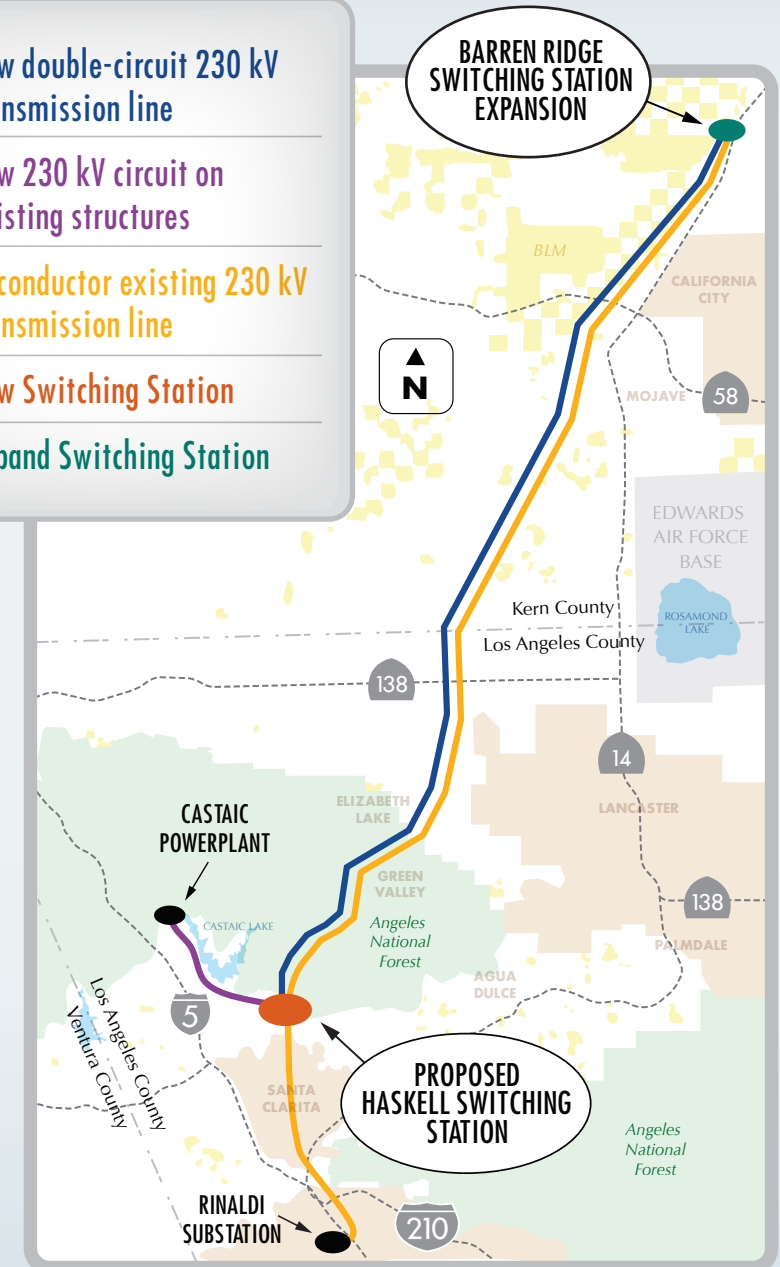 w double-circuit 230 kV
nsmission line
w 230 kV circuit on
isting structures
conductor existing 230 kV
nsmission line
w Switching Station
pand Switching Station
BARREN RIDGE
SWITCHING STATION
EXPANSION
BLM
CALIFORNIA
CITY
N
MOJAVE
58
EDWARDS
AIR FORCE
BASE
Kern County
ROSAMOND
LAKE
Los Angeles County
138
14
ELIZABETH
LAKE
LANCASTER
CASTAIC
POWERPLANT
GREEN
VALLEY
138
CASTAIC LAKE
Angeles
National
Forest
PALMDALE
AGUA
DULCE
5
Los Angeles County
Ventura County
PROPOSED
HASKELL SWITCHING
STATION
SANTA
CLARITA
Angeles
National
Forest
RINALDI
SUBSTATION
210